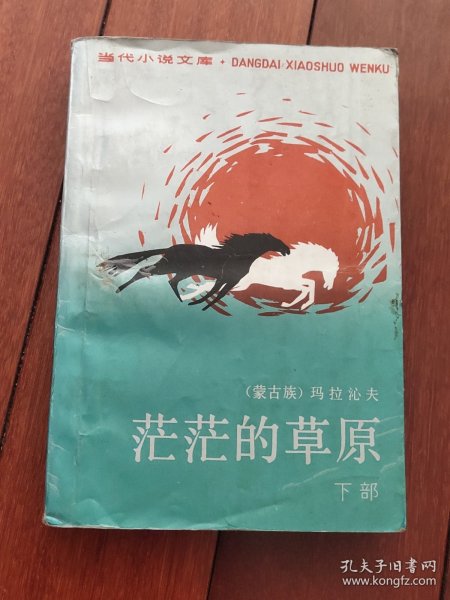 当代小说文库·DANGDAI XIAOSHUO WENKU
(蒙古族)玛拉沁夫
茫茫的草原
下部
孔夫子旧书网
www.kongfz.com